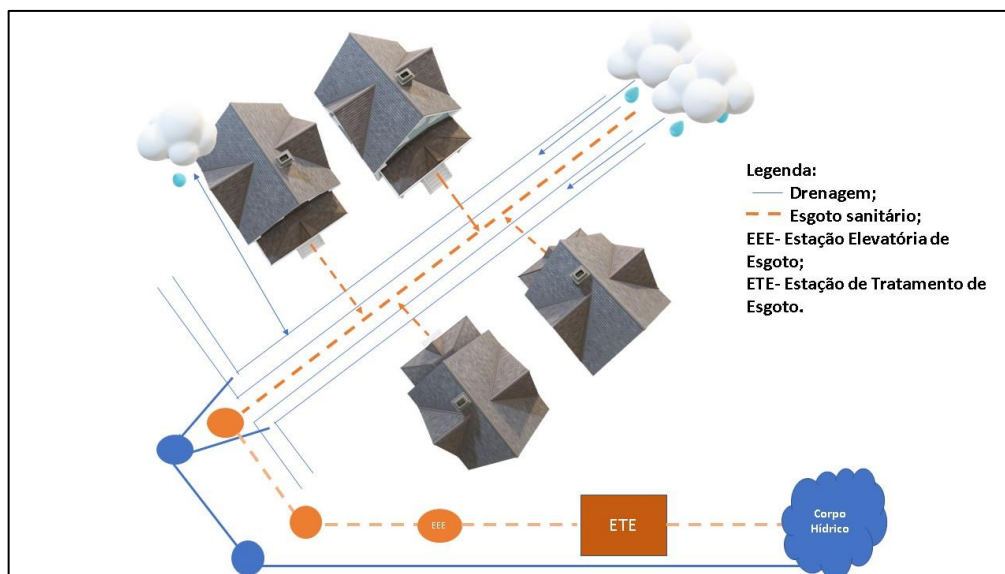 Legenda:
Drenagem;
Esgoto sanitário;
EEE- Estação Elevatória de
Esgoto;
ETE- Estação de Tratamento de
Esgoto.
EEE
ETE
Corpo
Hídrico